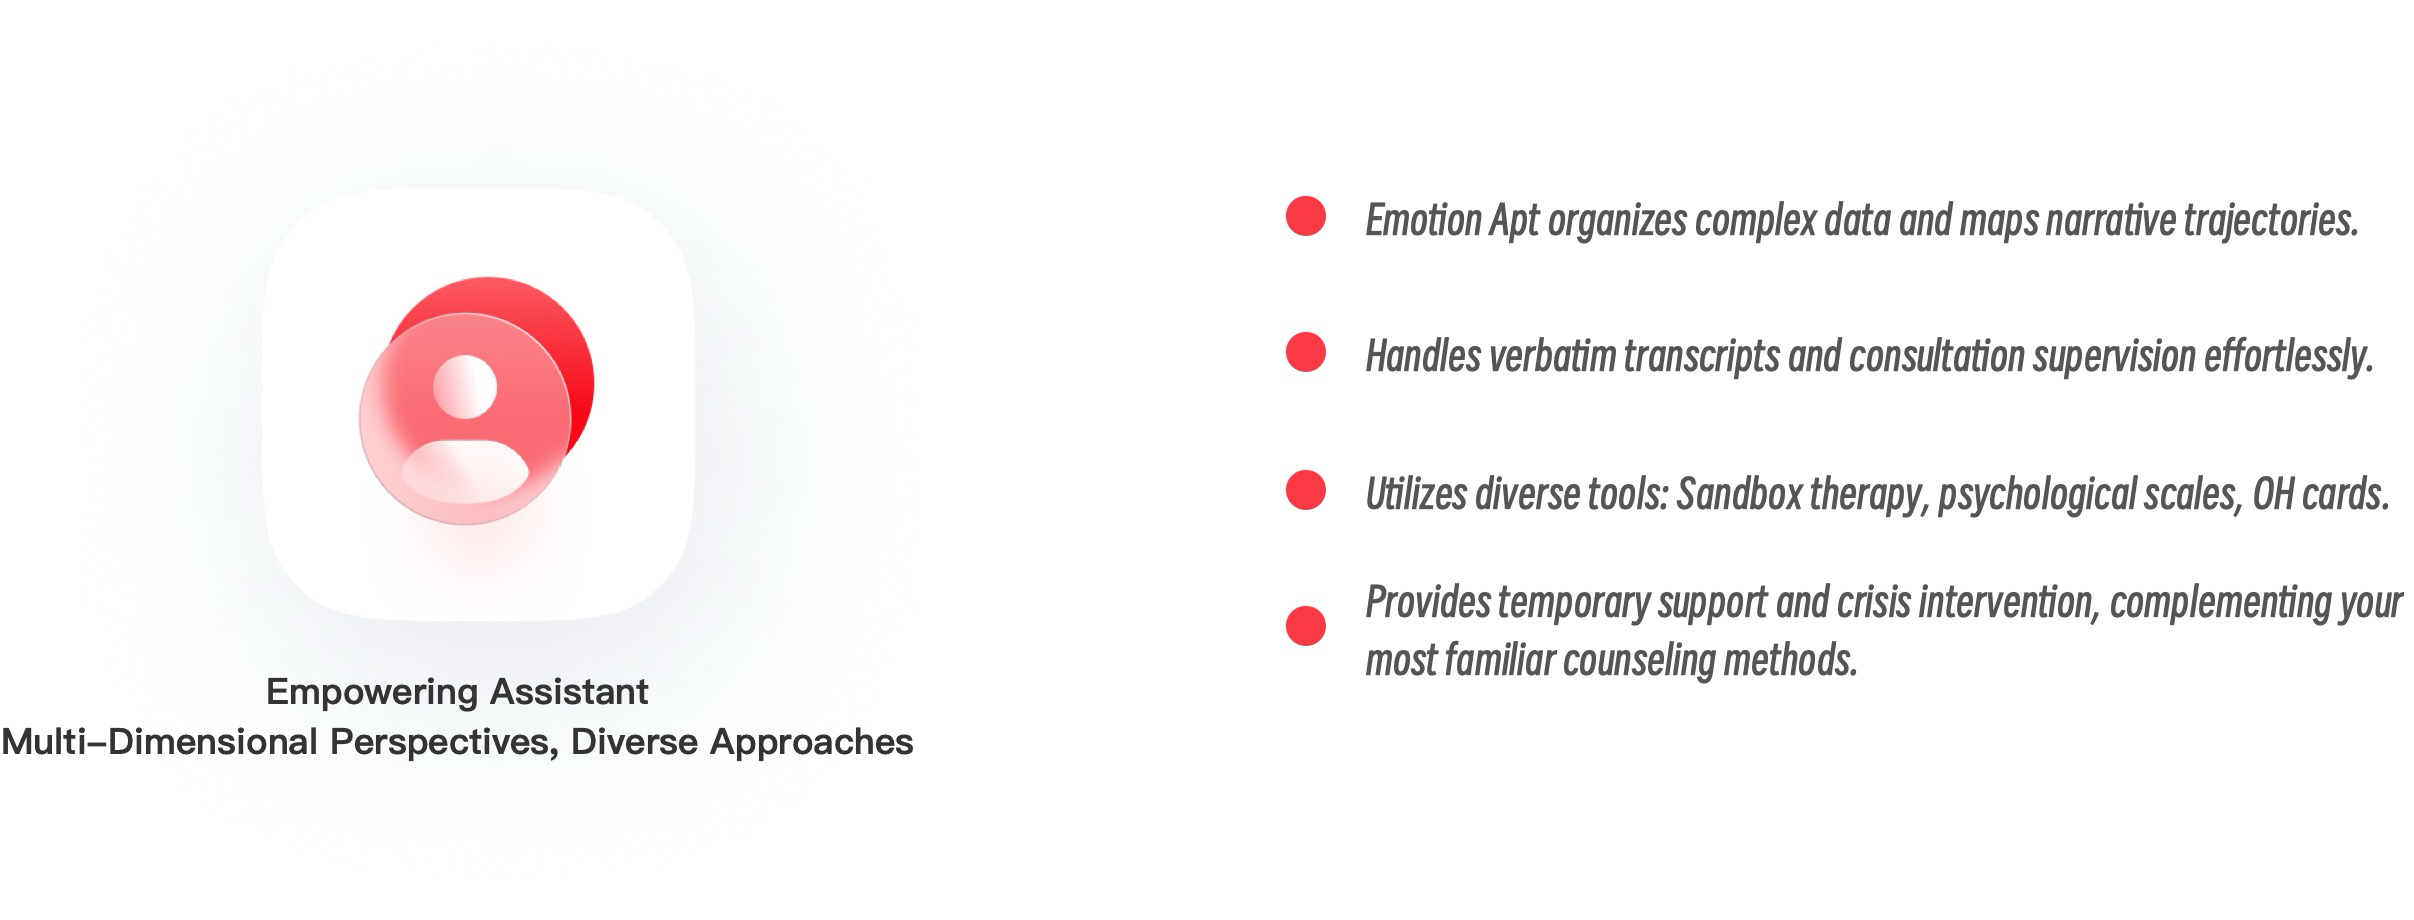 Empowering Assistant
Multi–Dimensional Perspectives, Diverse Approaches
Emotion Apt organizes complex data and maps narrative trajectories.
Handles verbatim transcripts and consultation supervision effortlessly.
Utilizes diverse tools: Sandbox therapy, psychological scales, OH cards.
Provides temporary support and crisis intervention, complementing your
most familiar counseling methods.